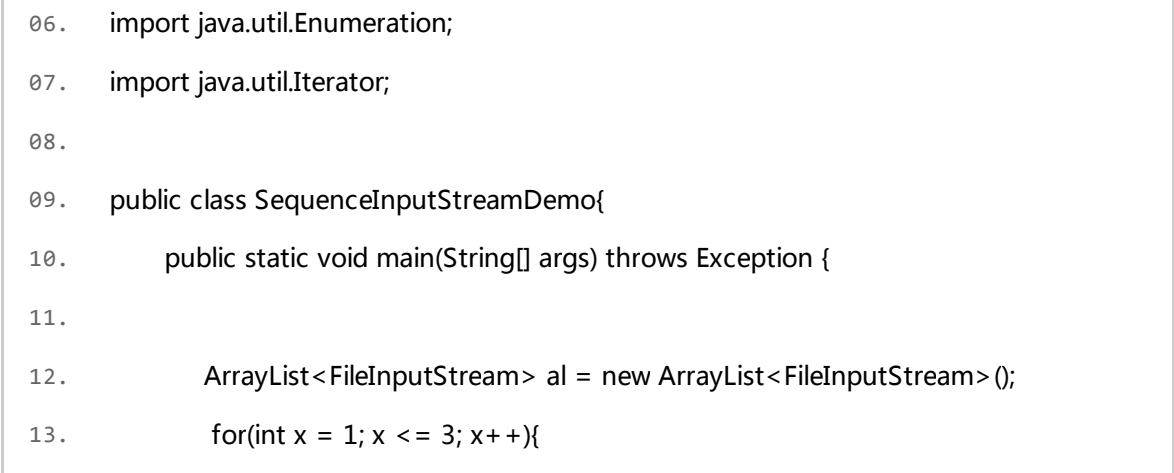 06. import java.util.Enumeration;
07. import java.util.Iterator;
08.
09. public class SequenceInputStreamDemo{
10. public static void main(String[] args) throws Exception {
11.
12. ArrayList<FileInputStream> al = new ArrayList<FileInputStream>();
13. for(int x = 1; x <= 3; x++){